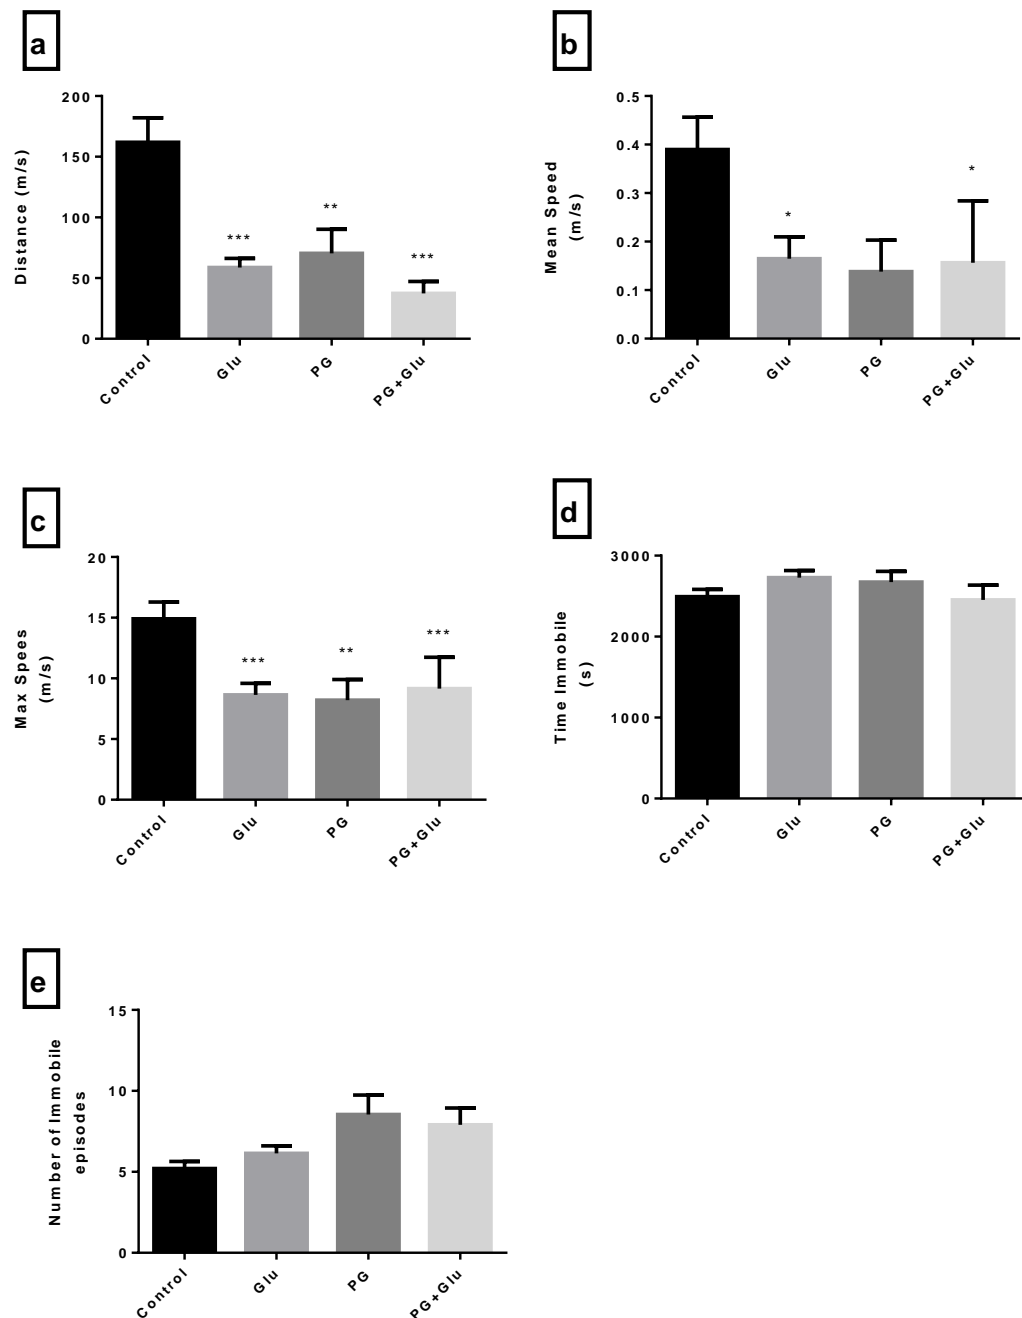 a
200
150
100
50
0
Distance (m/s)
***
**
***
Control
Glu
PG
PG+Glu
b
0.5
0.4
0.3
0.2
0.1
0.0
Mean Speed
(m/s)
*
*
Control
Glu
PG
PG+Glu
c
20
15
10
5
0
Max Spees
(m/s)
***
**
***
Control
Glu
PG
PG+Glu
d
3000
2000
1000
0
Time Immobile
(s)
Control
Glu
PG
PG+Glu
e
15
10
5
0
Number of Immobile
episodes
Control
Glu
PG
PG+Glu